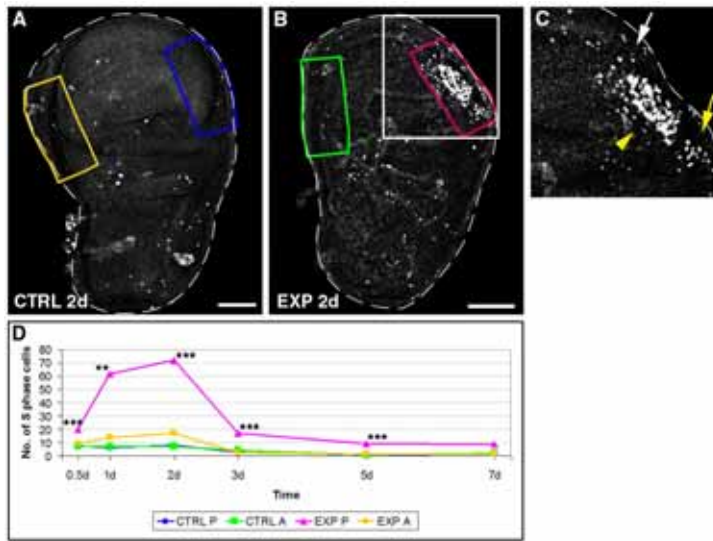 A
B
C
CTRL 2d
EXP 2d
D
No. of S phase cells
80
70
60
50
40
30
20
10
0
***
**
***
***
***
0.5d 1d 2d 3d 5d 7d
Time
CTRL P CTRL A EXP P EXP A